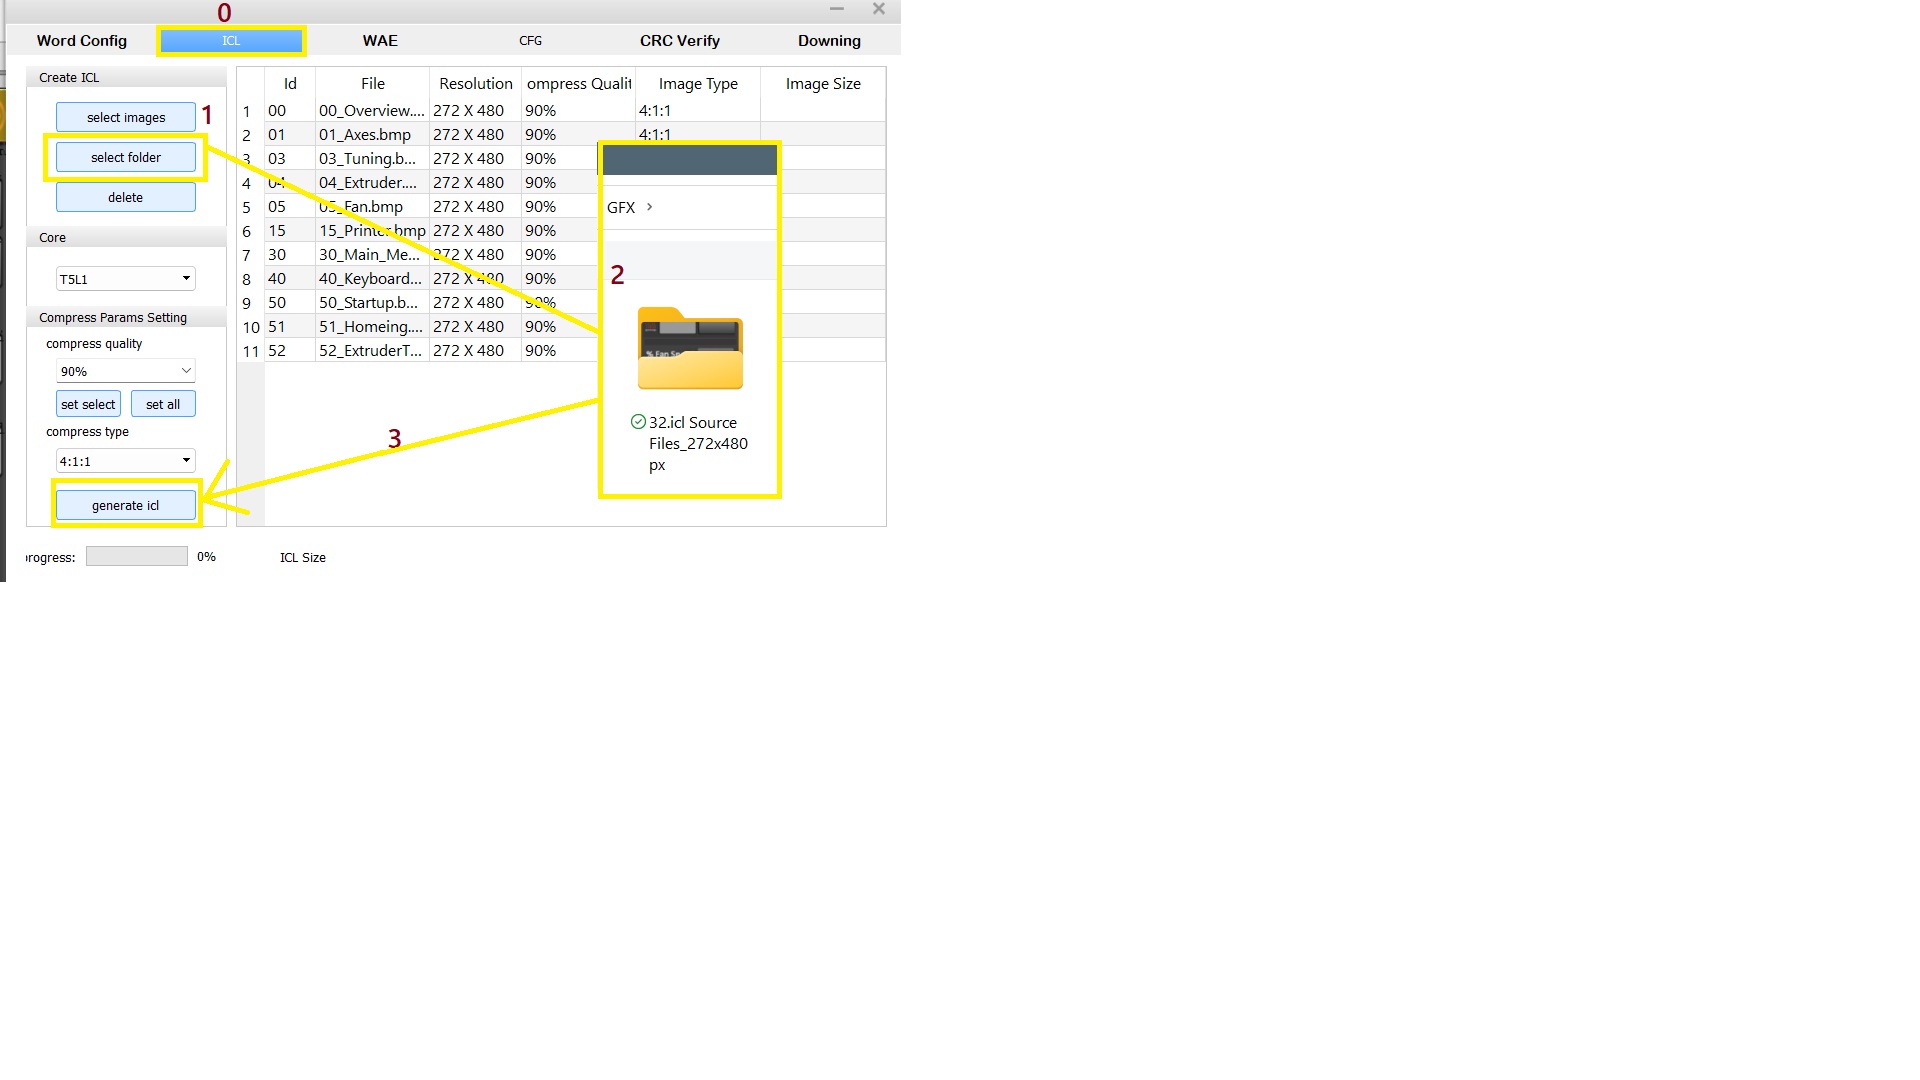 0
Word Config ICL WAE CFG CRC Verify Downing
Create ICL
select images 1
select folder
delete
Core
T5L1
Compress Params Setting
compress quality
90%
set select set all
compress type
4:1:1
generate icl
rogress: 0% ICL Size
Id File Resolution ompress Qualit Image Type Image Size
1 00 00_Overview.... 272 X 480 90% 4:1:1
2 01 01_Axes.bmp 272 X 480 90% 4:1:1
3 03 03_Tuning.b... 272 X 480 90%
4 04 04_Extruder.... 272 X 480 90%
5 05 05_Fan.bmp 272 X 480 90%
6 15 15_Printer.bmp 272 X 480 90%
7 30 30_Main_Me... 272 X 480 90%
8 40 40_Keyboard... 272 X 480 90%
9 50 50_Startup.b... 272 X 480 90%
10 51 51_Homeing.... 272 X 480 90%
11 52 52_ExtruderT... 272 X 480 90%
GFX >
2
% Fan
32.icl Source
Files_272x480
px
3